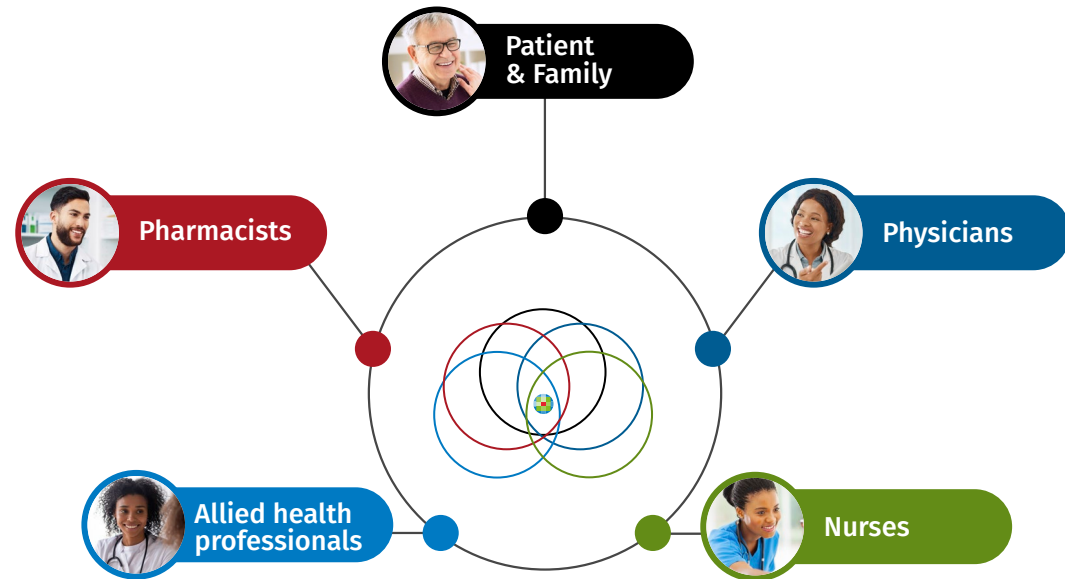 Patient
& Family
Pharmacists
Physicians
Allied health
professionals
Nurses